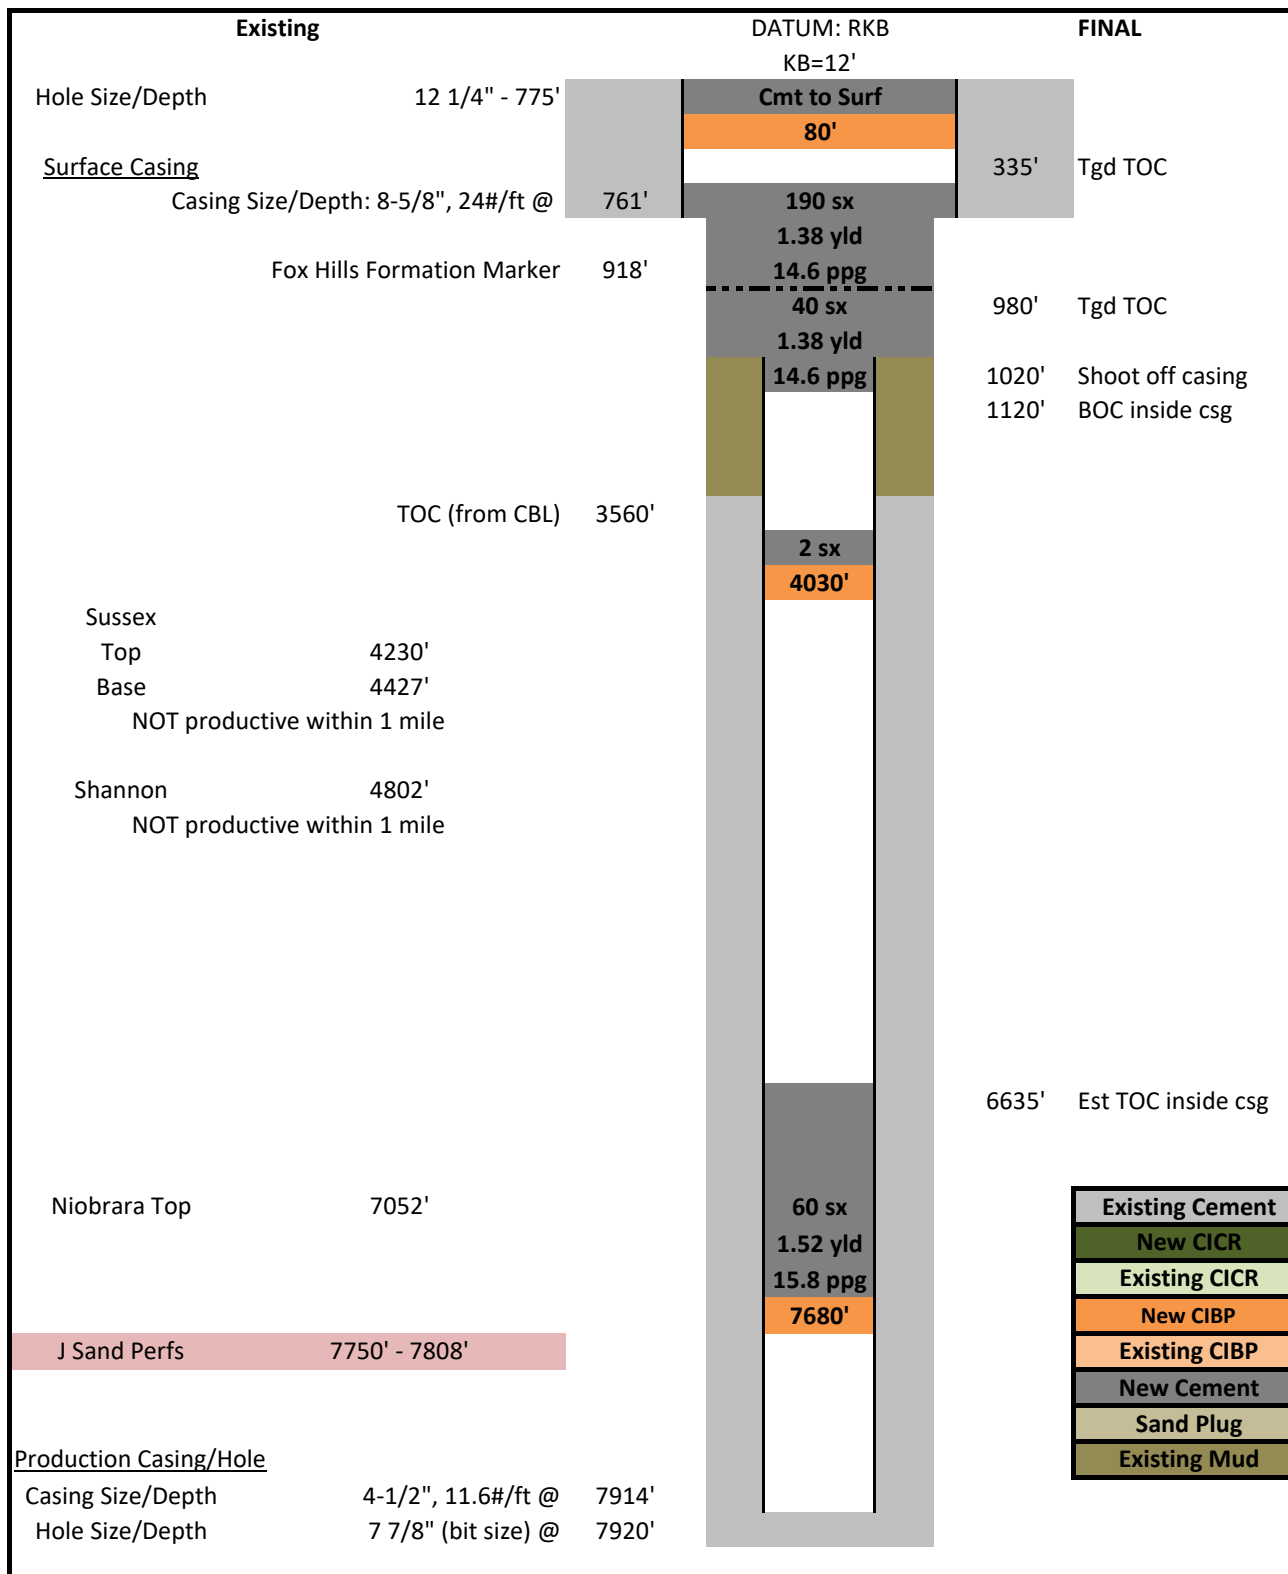 Existing DATUM: RKB FINAL
KB=12'
Hole Size/Depth 12 1/4" - 775' Cmt to Surf
80'
Surface Casing 335' Tgd TOC
Casing Size/Depth: 8-5/8", 24#/ft @ 761' 190 sx
1.38 yld
Fox Hills Formation Marker 918' 14.6 ppg
40 sx 980' Tgd TOC
1.38 yld
14.6 ppg 1020' Shoot off casing
1120' BOC inside csg
TOC (from CBL) 3560'
2 sx
4030'
Sussex
Top 4230'
Base 4427'
NOT productive within 1 mile
Shannon 4802'
NOT productive within 1 mile
6635' Est TOC inside csg
Niobrara Top 7052' 60 sx Existing Cement
1.52 yld New CICR
15.8 ppg Existing CICR
7680' New CIBP
J Sand Perfs 7750' - 7808' Existing CIBP
New Cement
Sand Plug
Production Casing/Hole Existing Mud
Casing Size/Depth 4-1/2", 11.6#/ft @ 7914'
Hole Size/Depth 7 7/8" (bit size) @ 7920'